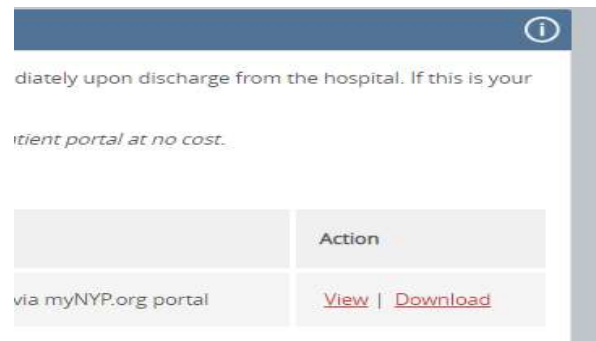 diately upon discharge from the hospital. If this is your
tient portal at no cost.
Action
via myNYP.org portal View | Download